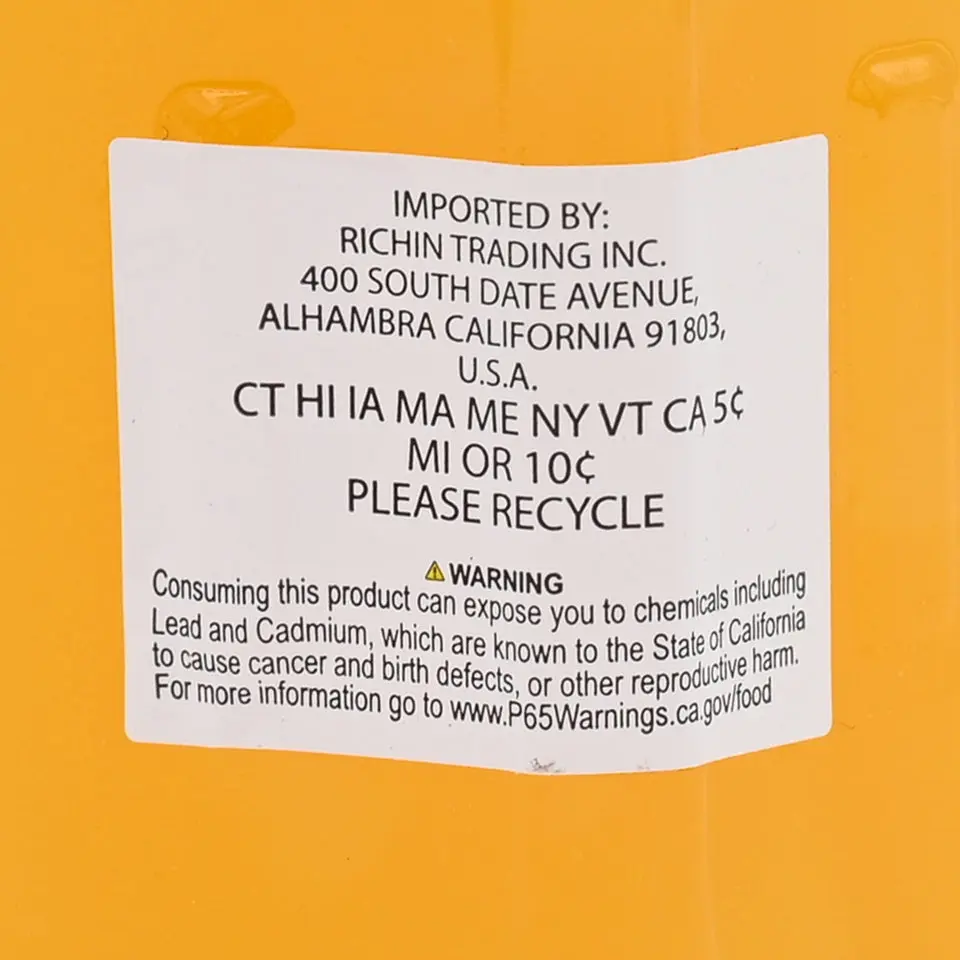 IMPORTED BY:
RICHIN TRADING INC.
400 SOUTH DATE AVENUE,
ALHAMBRA CALIFORNIA 91803,
U.S.A.
CT HI IA MA ME NY VT CA 5¢
MI OR 10¢
PLEASE RECYCLE
⚠ WARNING
Consuming this product can expose you to chemicals including
Lead and Cadmium, which are known to the State of California
to cause cancer and birth defects, or other reproductive harm.
For more information go to www.P65Warnings.ca.gov/food